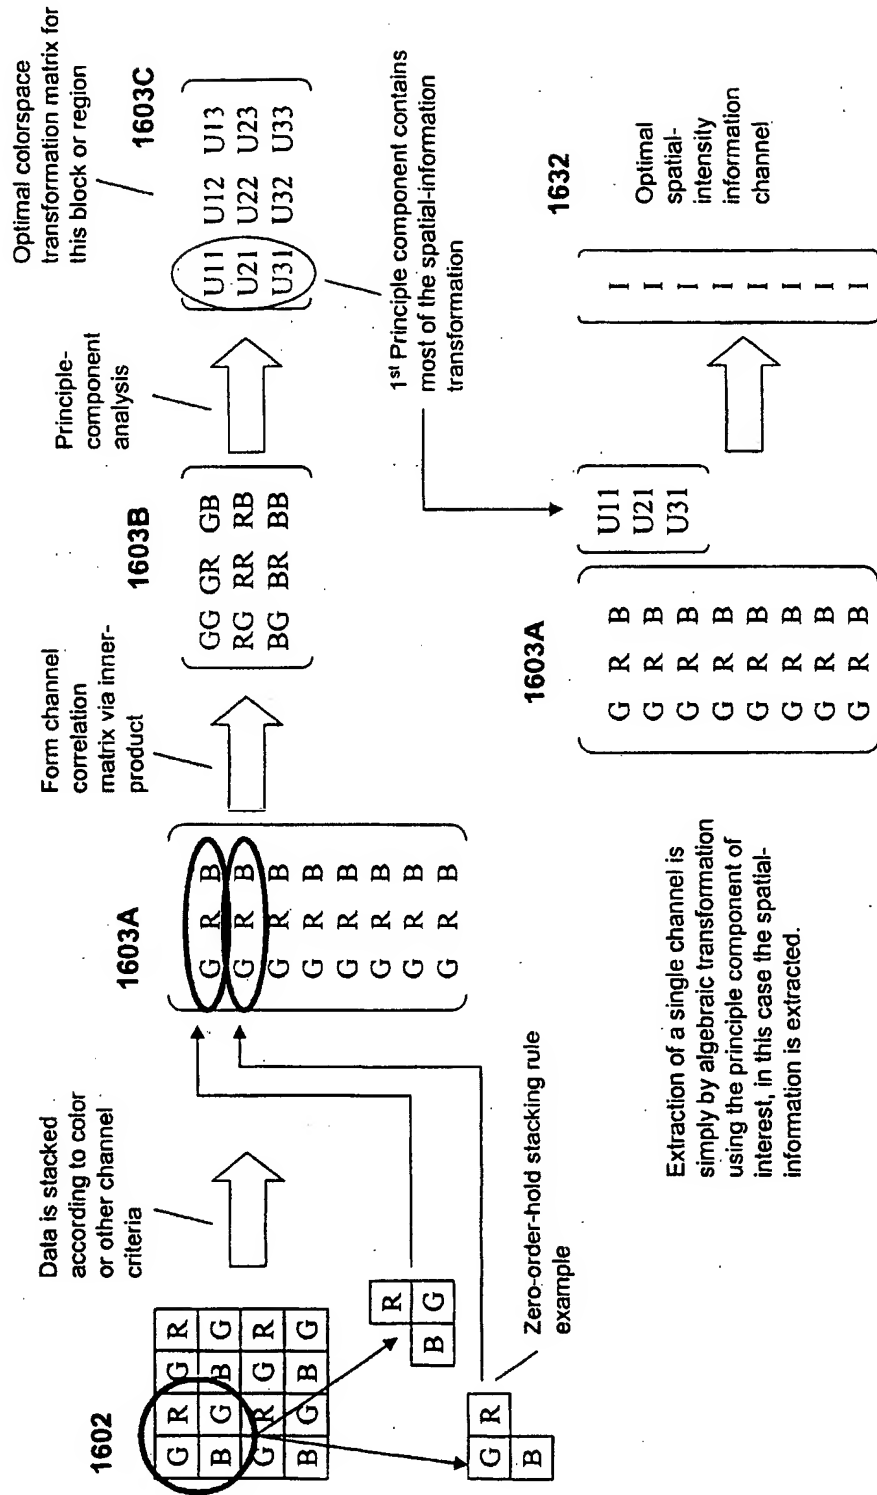 1602
G R G R
B G B G
G R G R
B G B G
Data is stacked
according to color
or other channel
criteria
R
B G
G R
B
Zero-order-hold stacking rule
example
1603A
G R B
G R B
G R B
G R B
G R B
G R B
G R B
G R B
Form channel
correlation
matrix via inner-
product
1603B
GG GR GB
RG RR RB
BG BR BB
Principle-
component
analysis
Optimal colorspace
transformation matrix for
this block or region
1603C
U11 U12 U13
U21 U22 U23
U31 U32 U33
1st Principle component contains
most of the spatial-information
transformation
Extraction of a single channel is
simply by algebraic transformation
using the principle component of
interest, in this case the spatial-
information is extracted.
1603A
G R B
G R B
G R B
G R B
G R B
G R B
G R B
G R B
U11
U21
U31
I
I
I
I
I
I
I
I
1632
Optimal
spatial-
intensity
information
channel